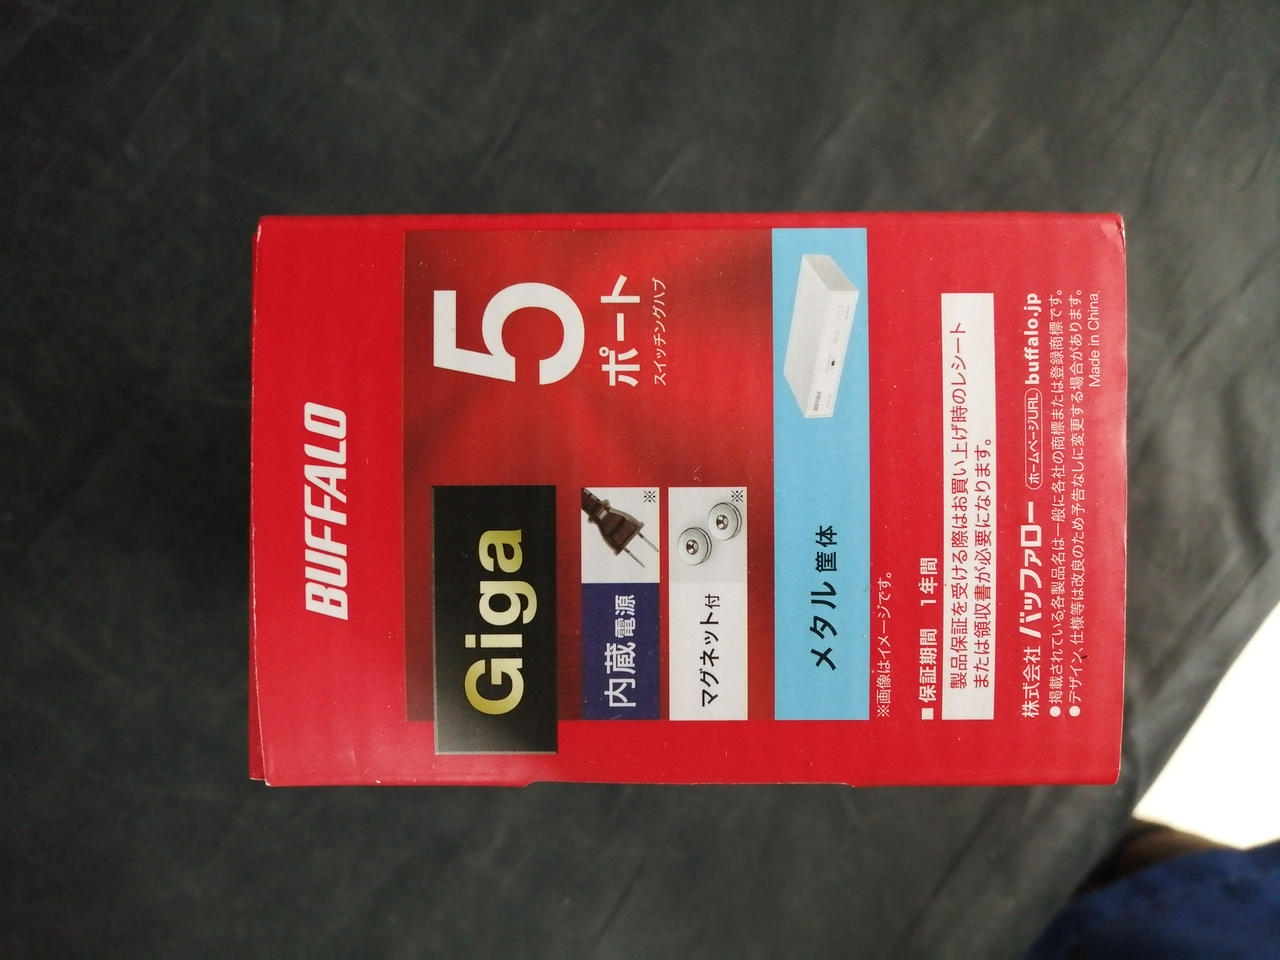 BUFFALO
Giga
5
ポート
スイッチングハブ
内蔵電源
※
マグネット付
※
メタル筐体
※画像はイメージです。
■保証期間 1年間
製品保証を受ける際はお買い上げ時のレシート
または領収書が必要になります。
株式会社 バッファロー ホームページURL buffalo.jp
●掲載されている各製品名は一般に各社の商標または登録商標です。
●デザイン、仕様等は改良のため予告なしに変更する場合があります。
Made in China